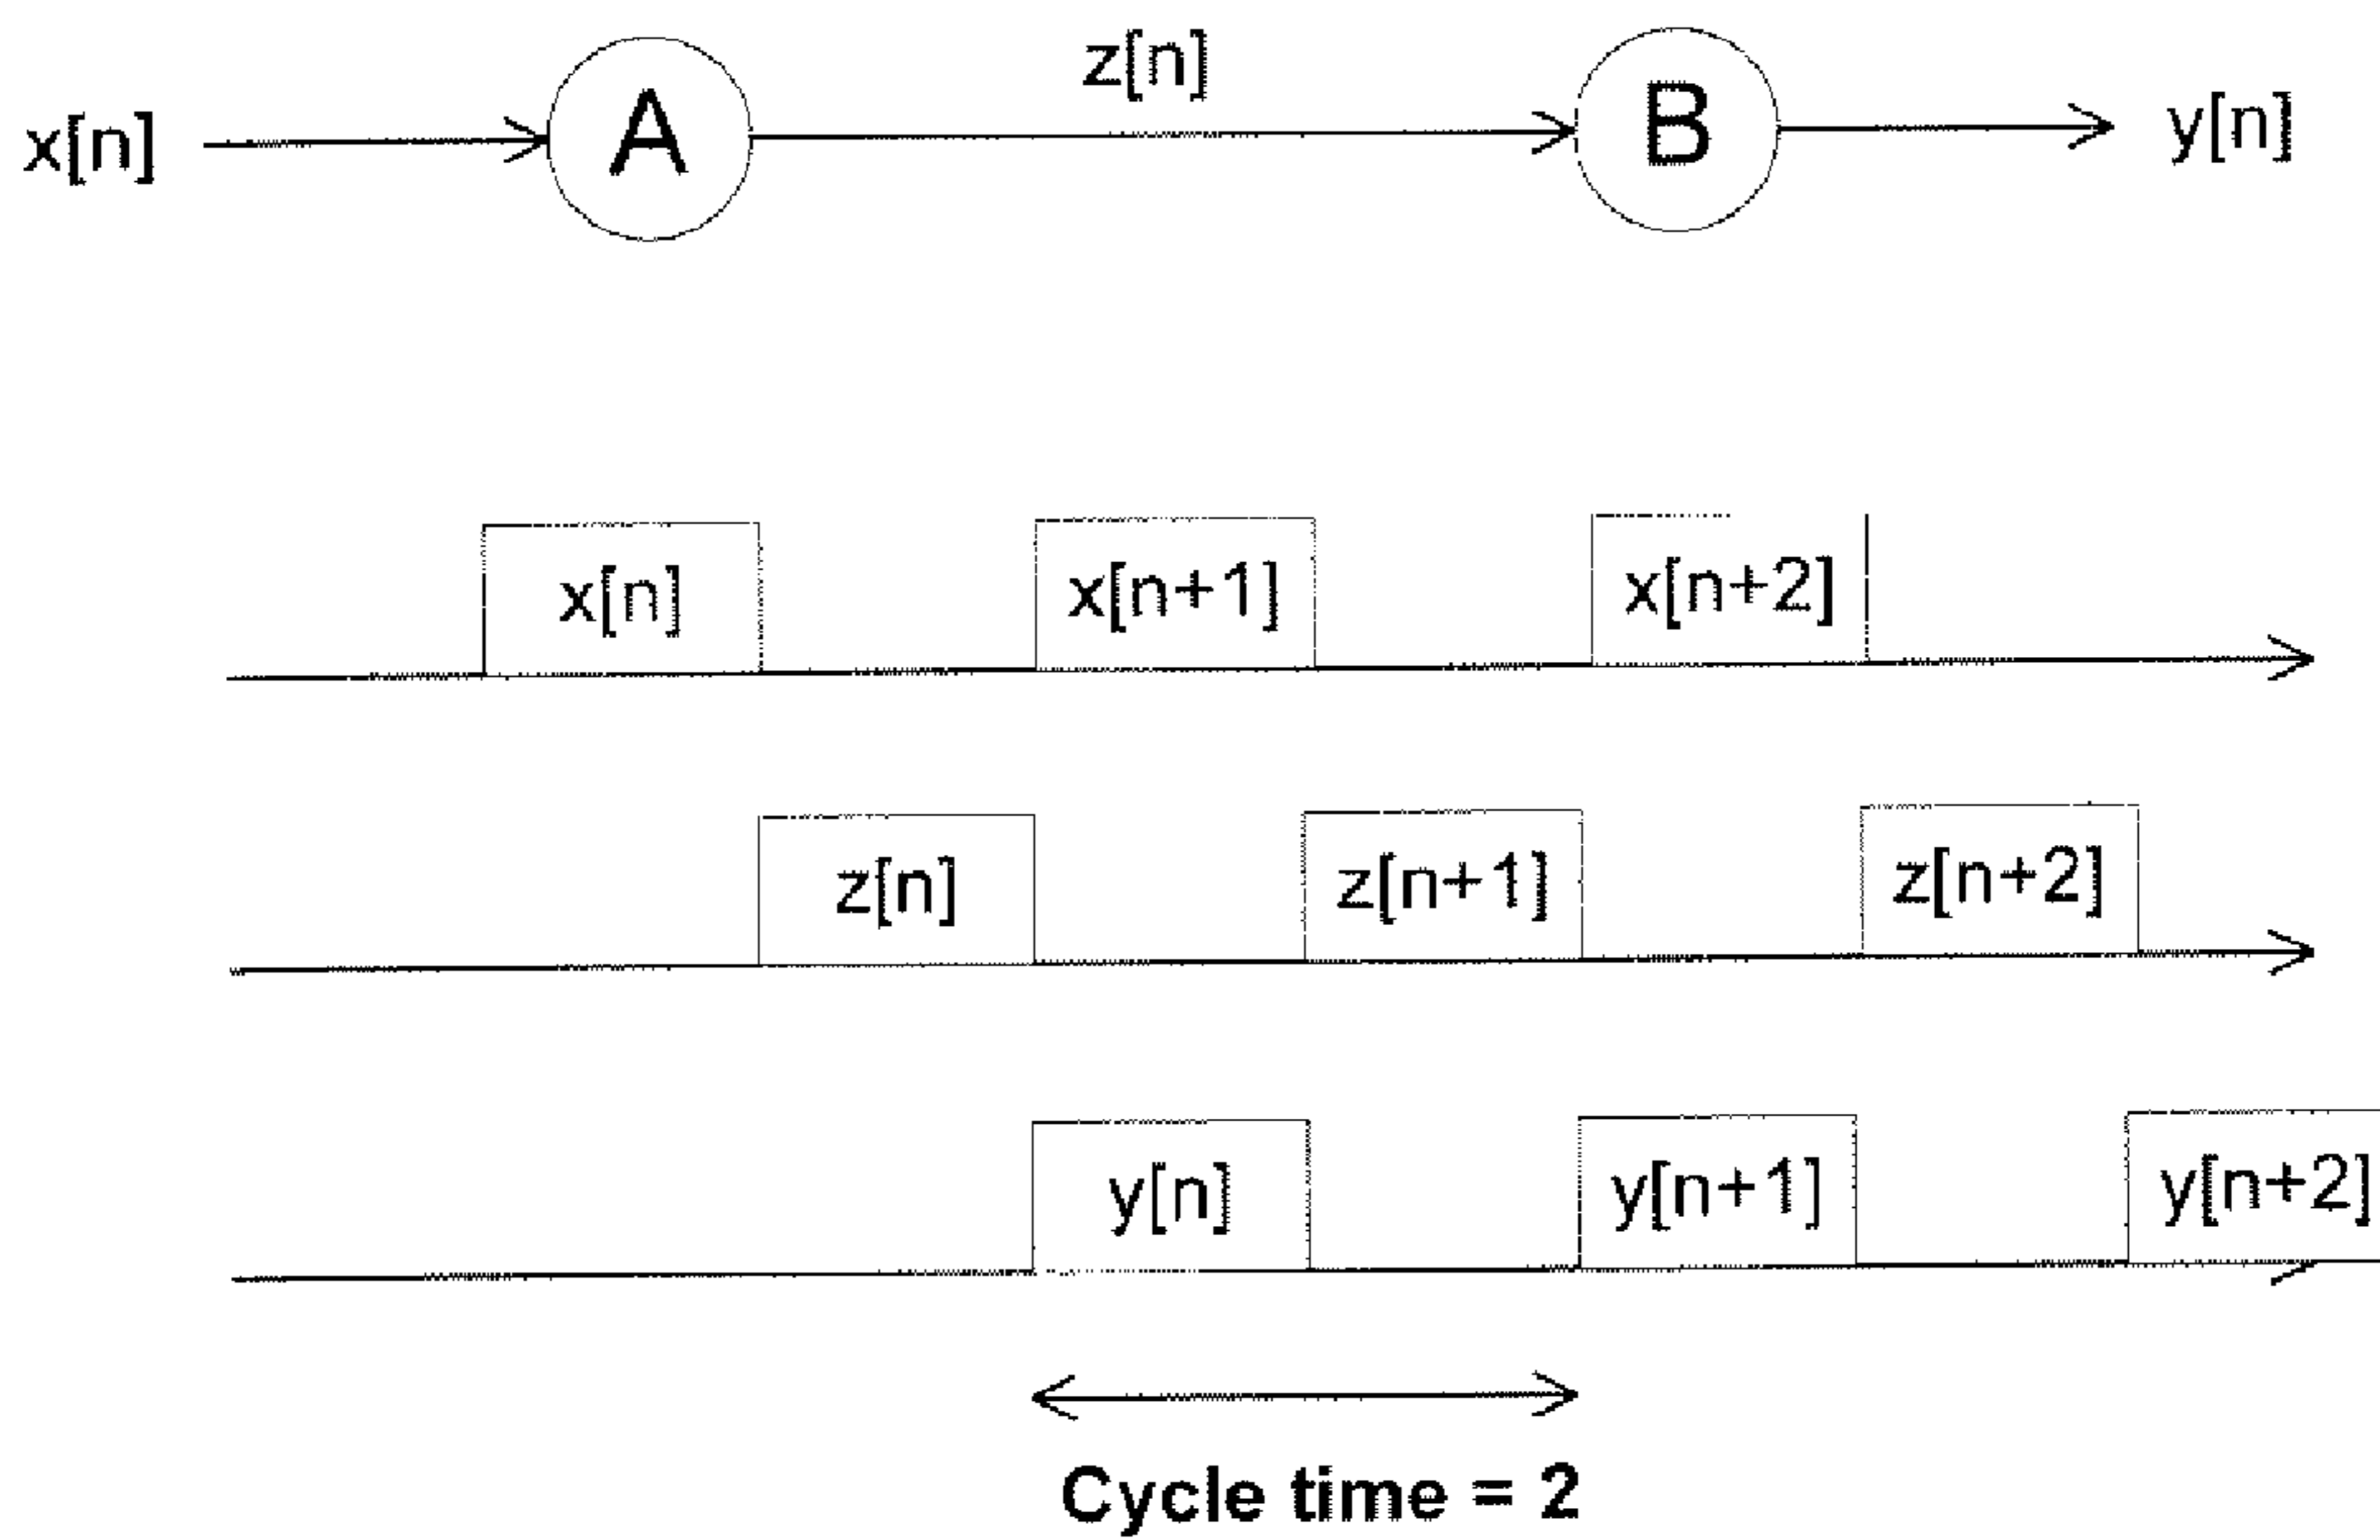 z[n]
x[n] A B y[n]
x[n] x[n+1] x[n+2]
z[n] z[n+1] z[n+2]
y[n] y[n+1] y[n+2]
Cycle time = 2